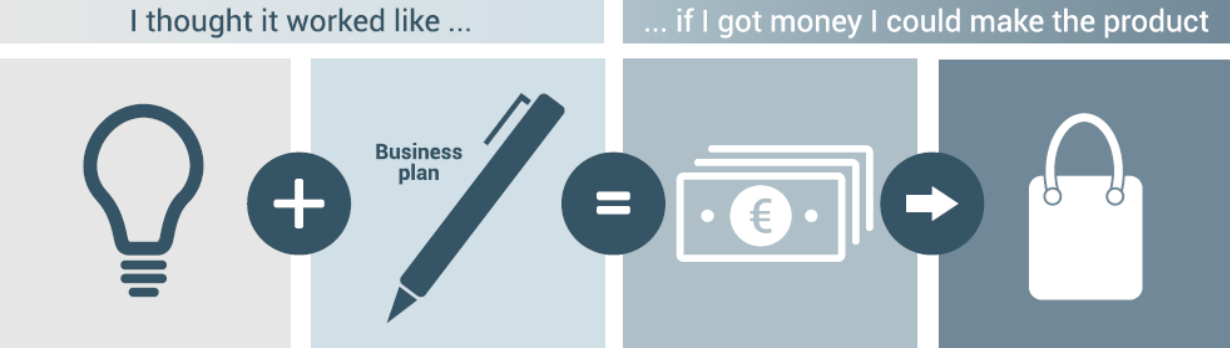 I thought it worked like ...
... if I got money I could make the product
Business
plan
€